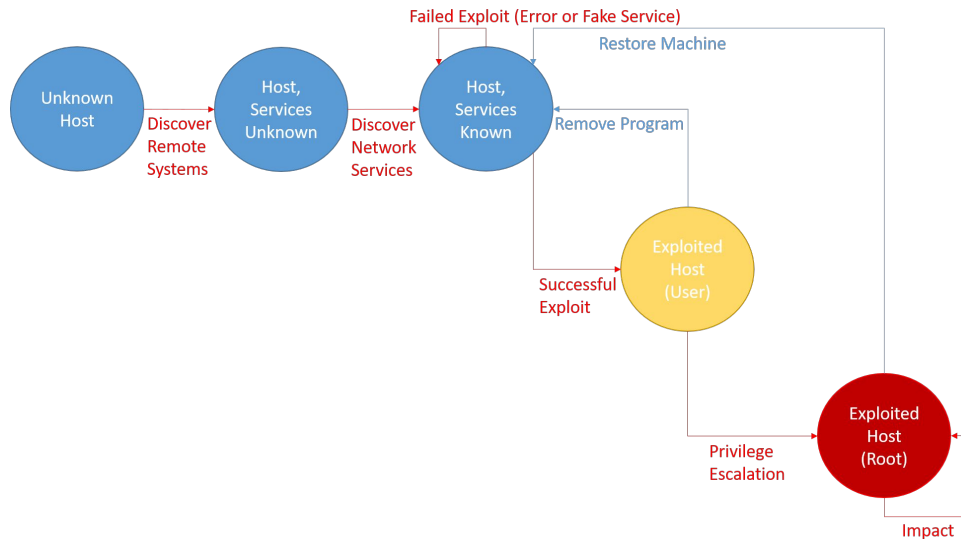 Failed Exploit (Error or Fake Service)
Restore Machine
Unknown
Host
Host,
Services
Unknown
Host,
Services
Known
Discover
Remote
Systems
Discover
Network
Services
Remove Program
Exploited
Host
(User)
Successful
Exploit
Exploited
Host
(Root)
Privilege
Escalation
Impact